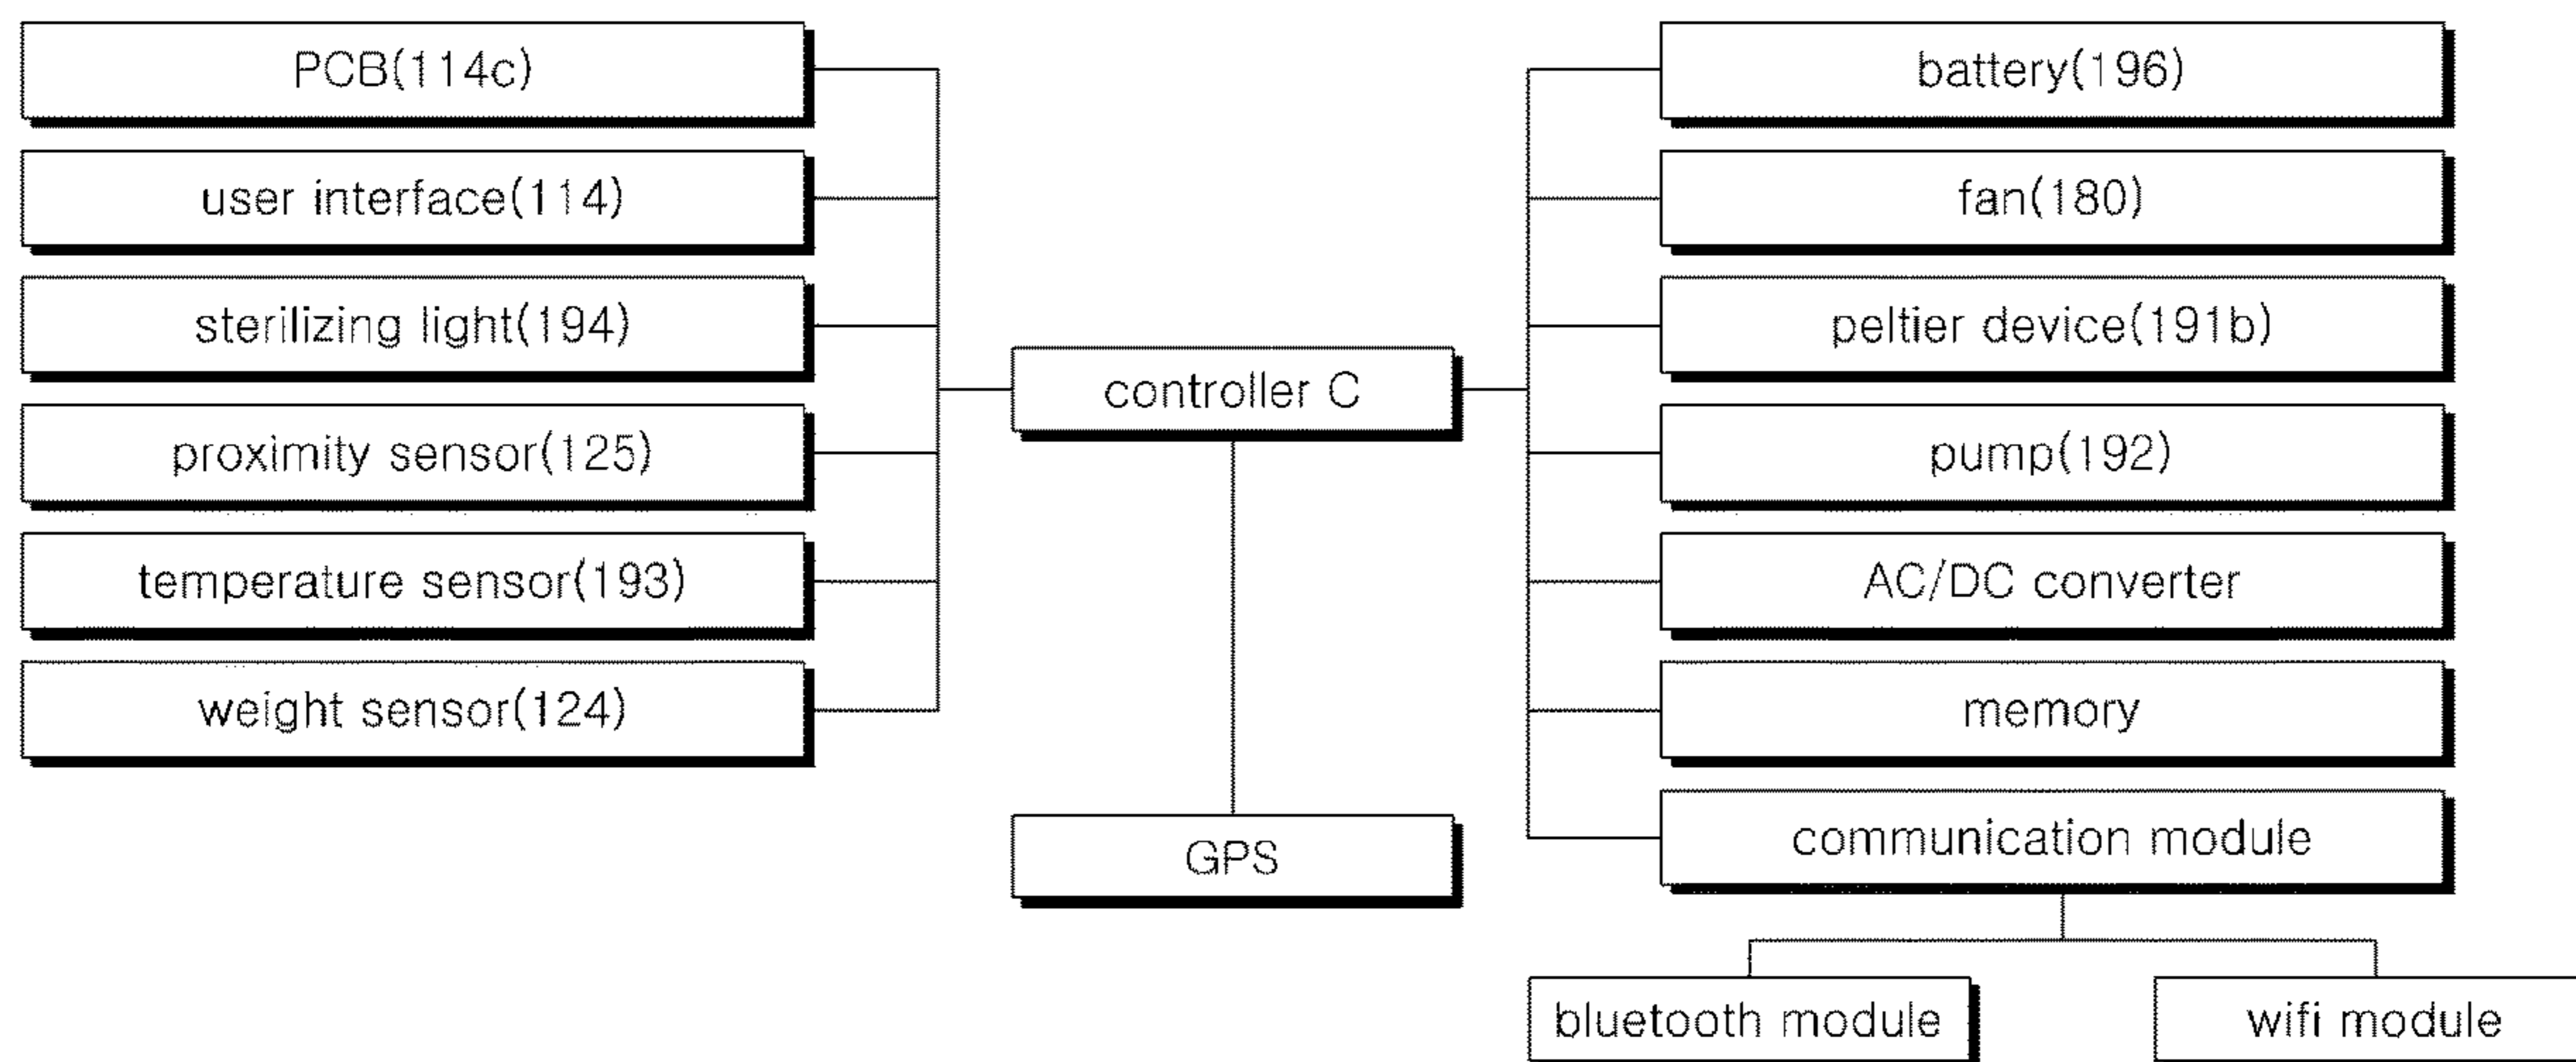 PCB(114c)
user interface(114)
sterilizing light(194)
proximity sensor(125)
temperature sensor(193)
weight sensor(124)
controller C
GPS
battery(196)
fan(180)
peltier device(191b)
pump(192)
AC/DC converter
memory
communication module
bluetooth module
wifi module